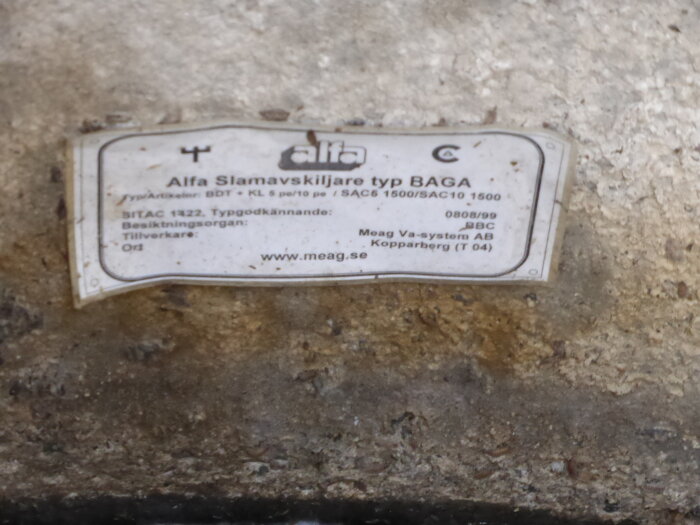 alfa
Alfa Slamavskiljare typ BAGA
Typ/Artikelnr: BDT + KL 5 pe/10 pe / SAC5 1500/SAC10 1500
SITAC 1422, Typgodkännande: 0808/99
Besiktningsorgan: BBC
Tillverkare: Meag Va-system AB
Ort Kopparberg (T 04)
www.meag.se